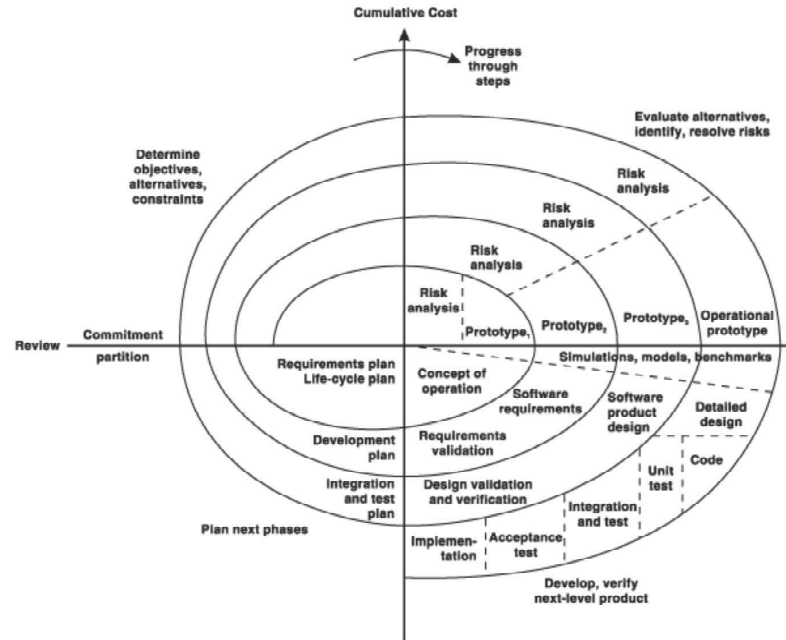 Cumulative Cost
Progress
through
steps
Evaluate alternatives,
identify, resolve risks
Determine
objectives,
alternatives,
constraints
Risk
analysis
Risk
analysis
Risk
analysis
Risk
analysis
Prototype₁
Prototype₂
Prototype₃
Operational
prototype
Review
Commitment
partition
Requirements plan
Life-cycle plan
Concept of
operation
Simulations, models, benchmarks
Software
requirements
Software
product
design
Detailed
design
Development
plan
Requirements
validation
Integration
and test
plan
Design validation
and verification
Unit
test
Code
Integration
and test
Acceptance
test
Implemen-
tation
Plan next phases
Develop, verify
next-level product